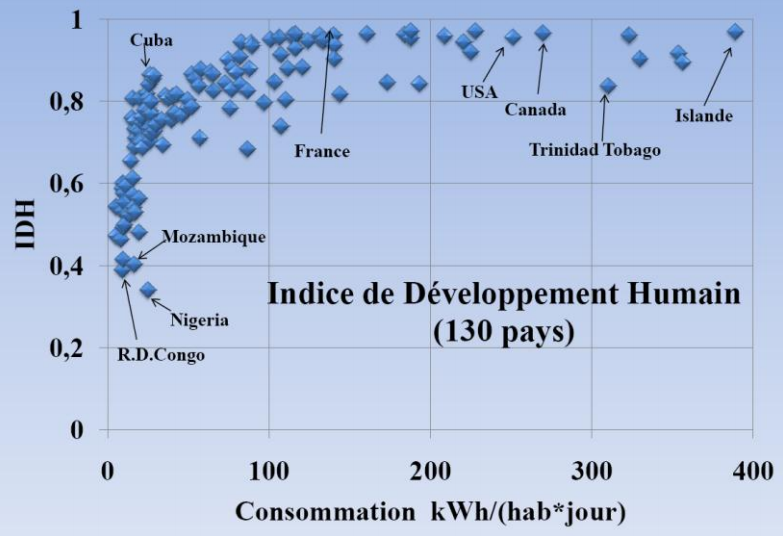 1
0,8
0,6
0,4
0,2
0
IDH
Cuba
France
USA
Canada
Trinidad Tobago
Islande
Mozambique
Nigeria
R.D.Congo
Indice de Développement Humain
(130 pays)
0 100 200 300 400
Consommation kWh/(hab*jour)